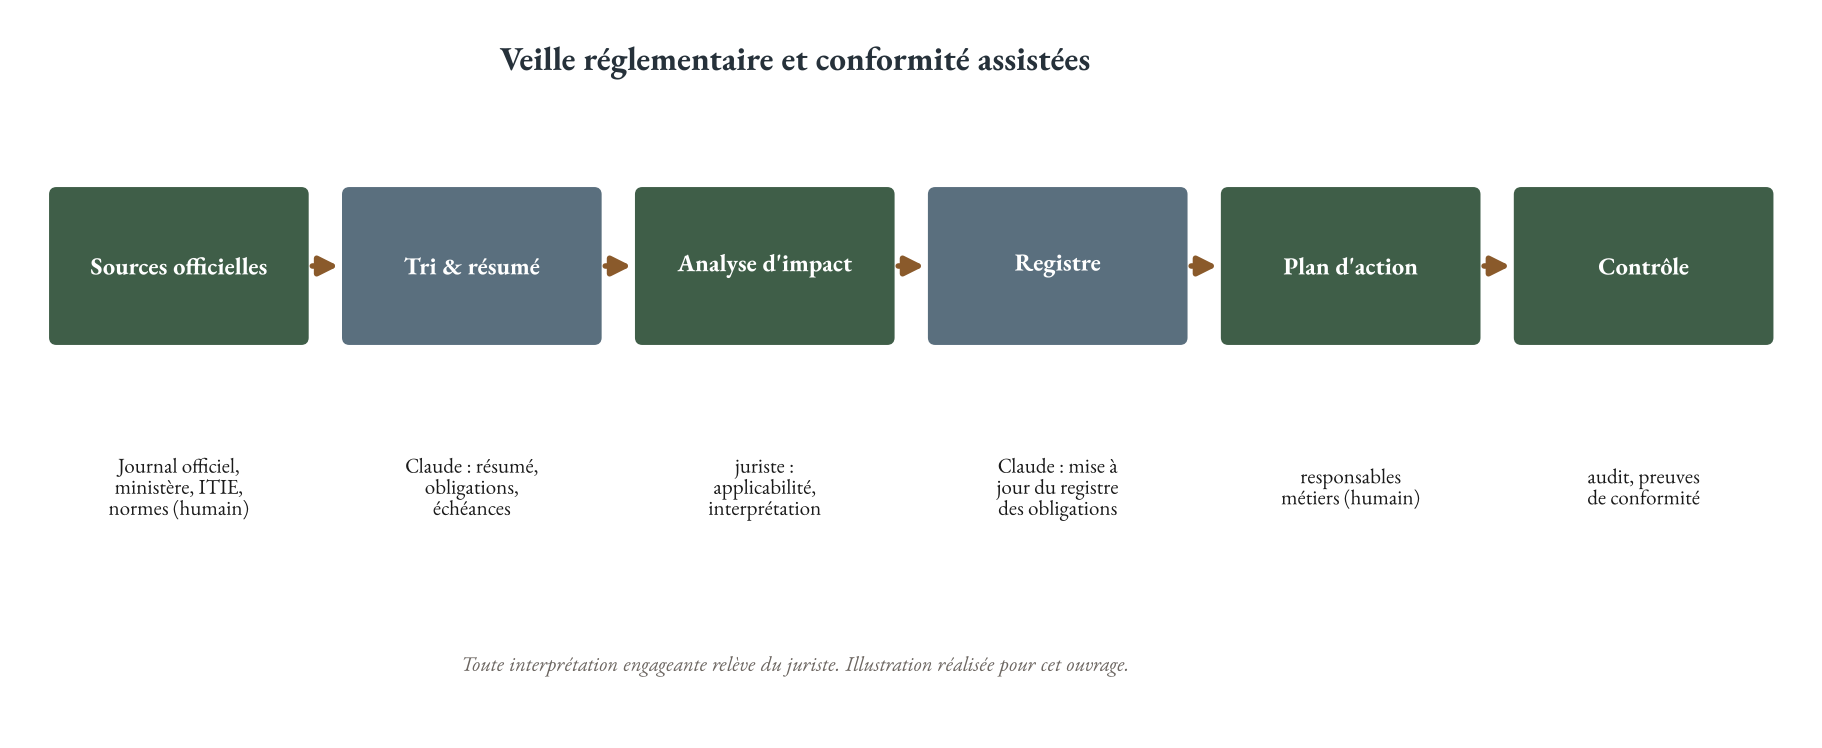 Veille réglementaire et conformité assistées
Sources officielles
Tri & résumé
Analyse d'impact
Registre
Plan d'action
Contrôle
Journal officiel,
ministère, ITIE,
normes (humain)
Claude : résumé,
obligations,
échéances
juriste :
applicabilité,
interprétation
Claude : mise à
jour du registre
des obligations
responsables
métiers (humain)
audit, preuves
de conformité
Toute interprétation engageante relève du juriste. Illustration réalisée pour cet ouvrage.